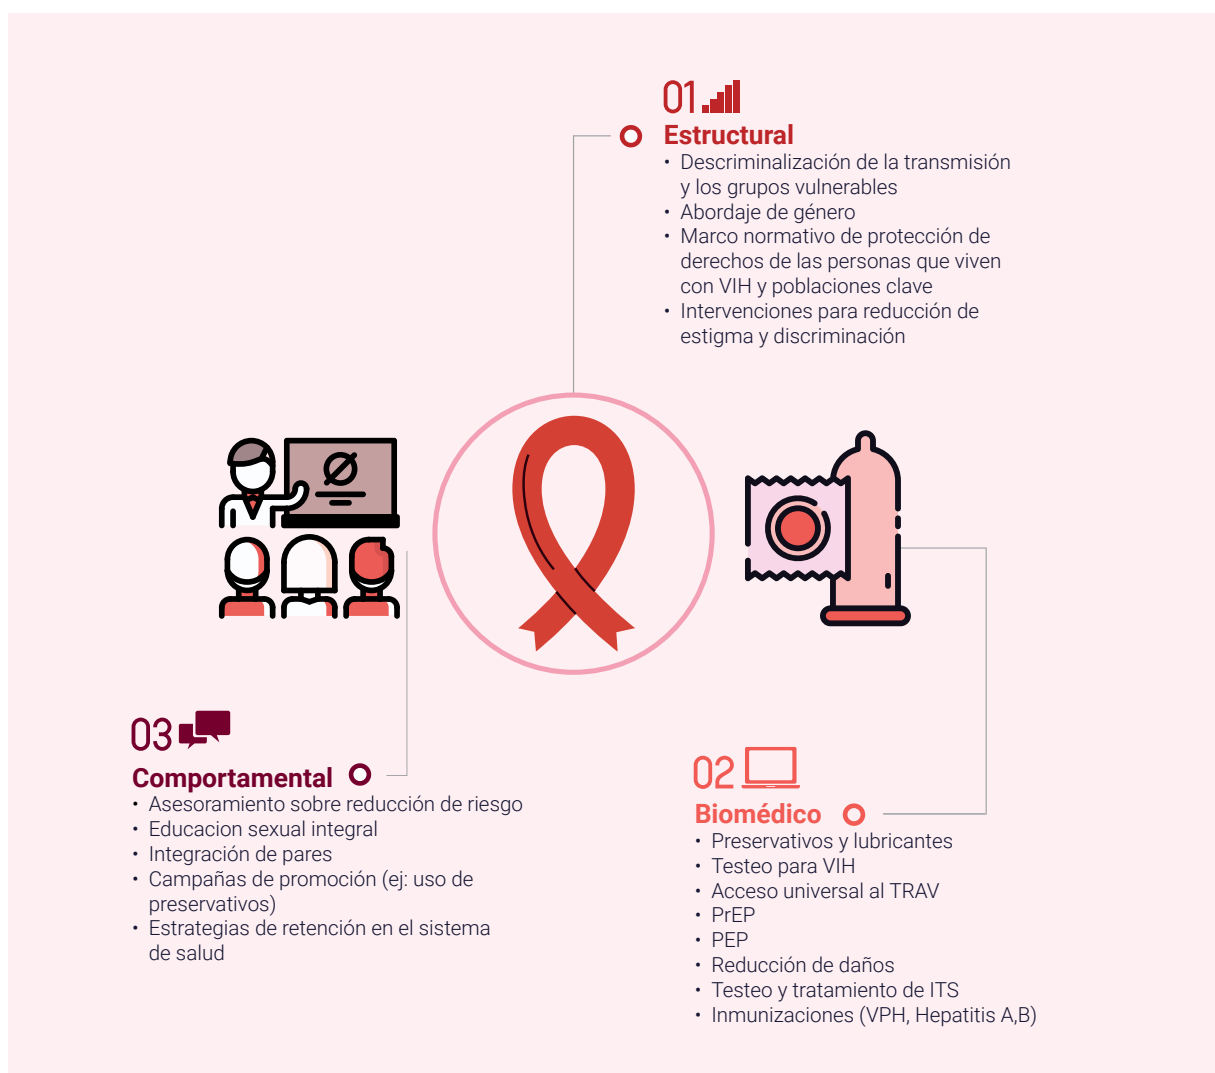 01
Estructural
• Descriminalización de la transmisión
y los grupos vulnerables
• Abordaje de género
• Marco normativo de protección de
derechos de las personas que viven
con VIH y poblaciones clave
• Intervenciones para reducción de
estigma y discriminación
03
Comportamental
• Asesoramiento sobre reducción de riesgo
• Educacion sexual integral
• Integración de pares
• Campañas de promoción (ej: uso de
preservativos)
• Estrategias de retención en el sistema
de salud
02
Biomédico
• Preservativos y lubricantes
• Testeo para VIH
• Acceso universal al TRAV
• PrEP
• PEP
• Reducción de daños
• Testeo y tratamiento de ITS
• Inmunizaciones (VPH, Hepatitis A,B)